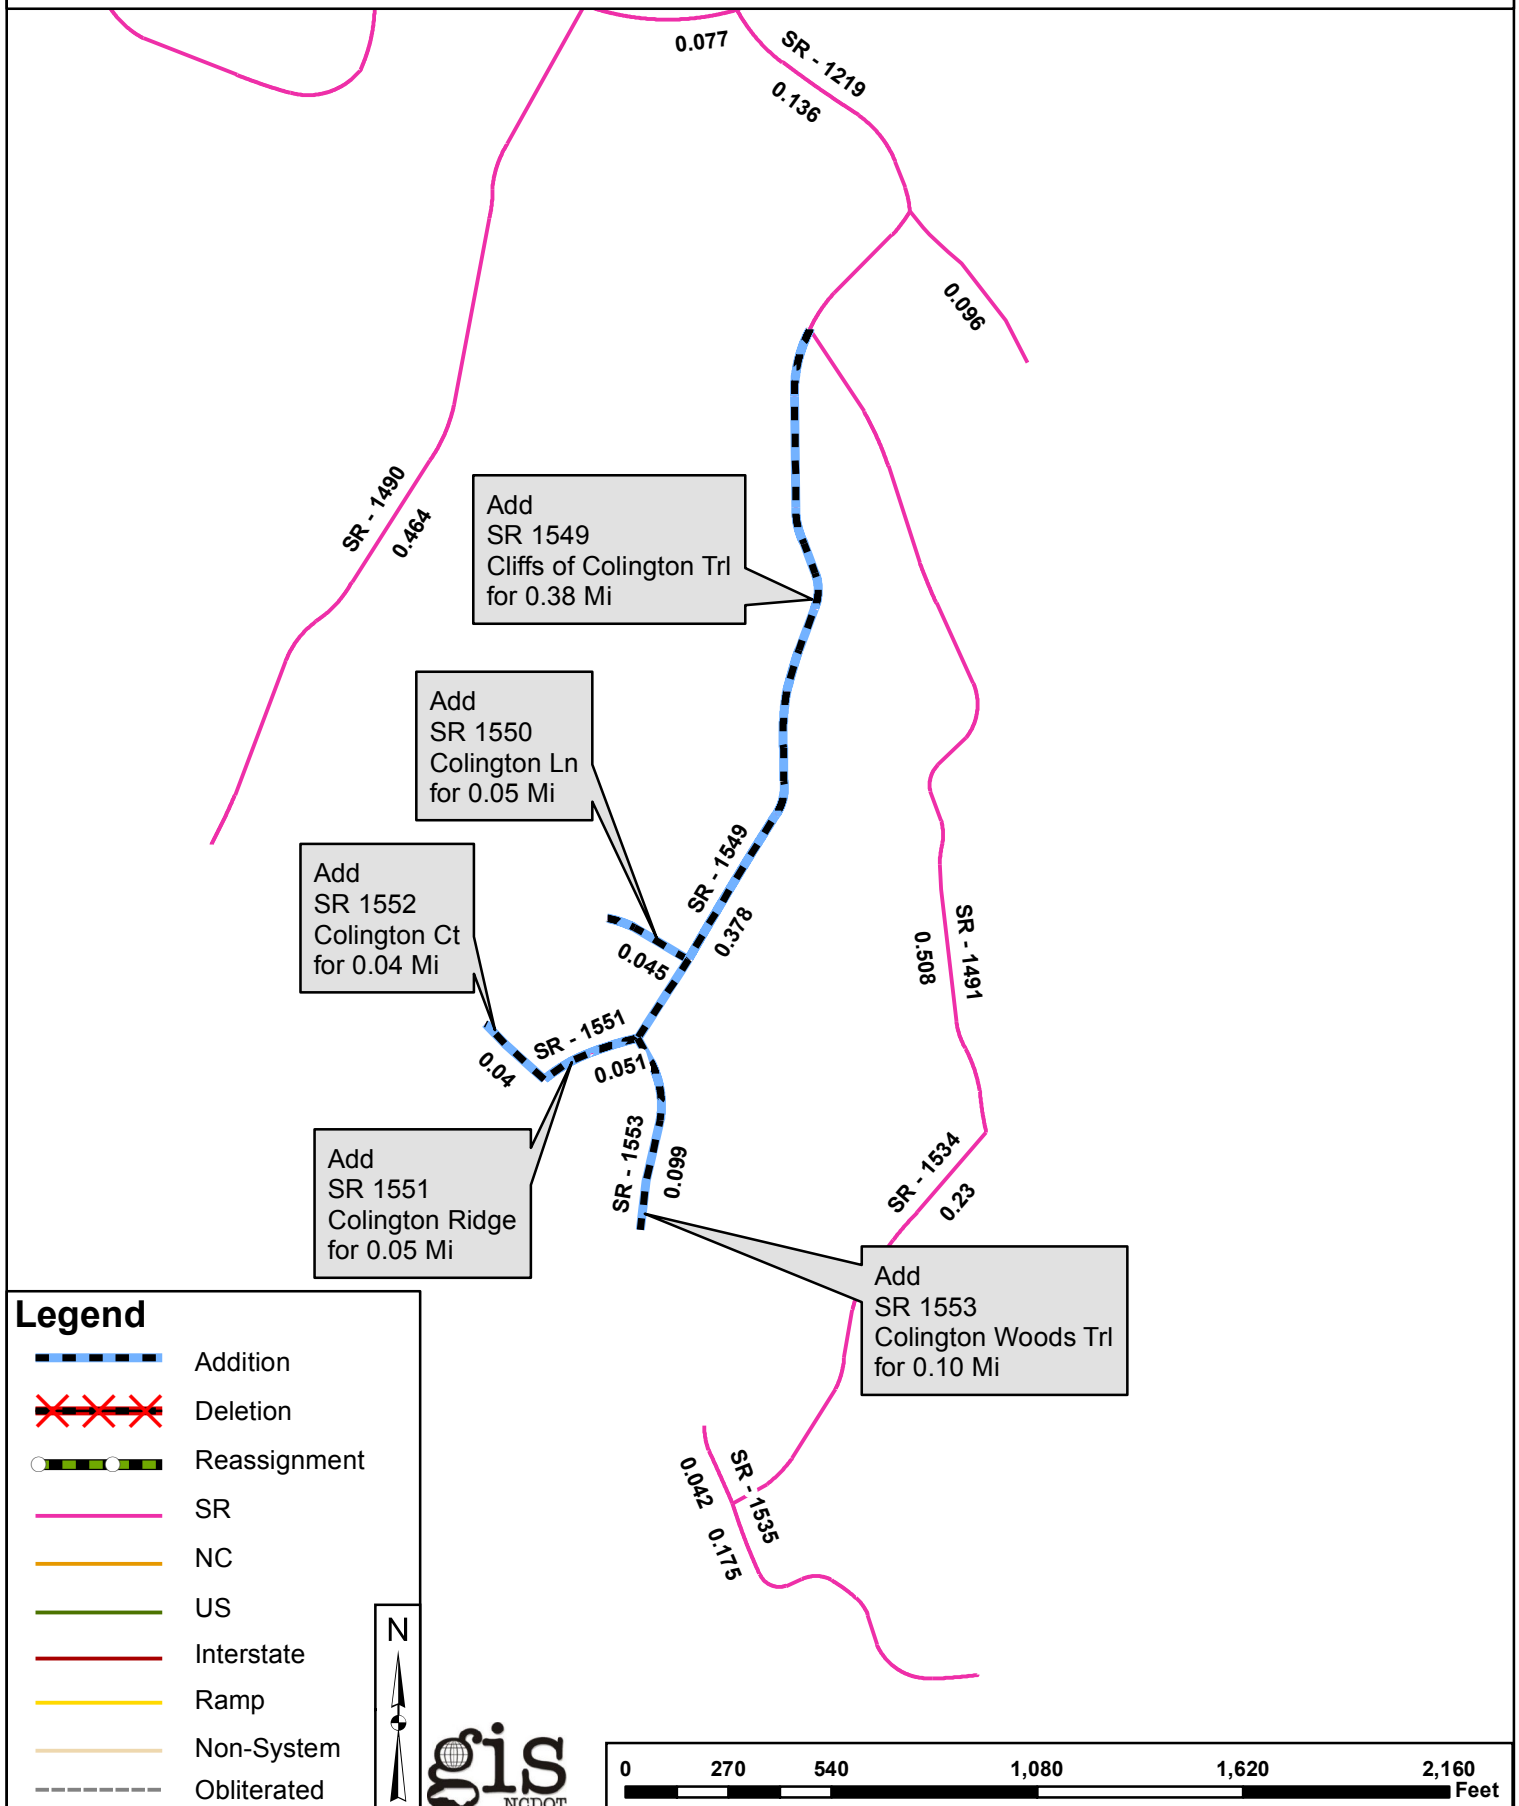 0.077
SR - 1219
0.136
0.096
SR - 1490
0.464
Add
SR 1549
Cliffs of Colington Trl
for 0.38 Mi
Add
SR 1550
Colington Ln
for 0.05 Mi
SR - 1549
0.378
Add
SR 1552
Colington Ct
for 0.04 Mi
0.045
SR - 1491
0.508
SR - 1551
0.051
0.04
SR - 1553
0.099
Add
SR 1551
Colington Ridge
for 0.05 Mi
SR - 1534
0.23
Add
SR 1553
Colington Woods Trl
for 0.10 Mi
SR - 1535
0.042
0.175
Legend
Addition
Deletion
Reassignment
SR
NC
US
Interstate
Ramp
Non-System
Obliterated
N
gis
NCDOT
0 270 540 1,080 1,620 2,160
Feet